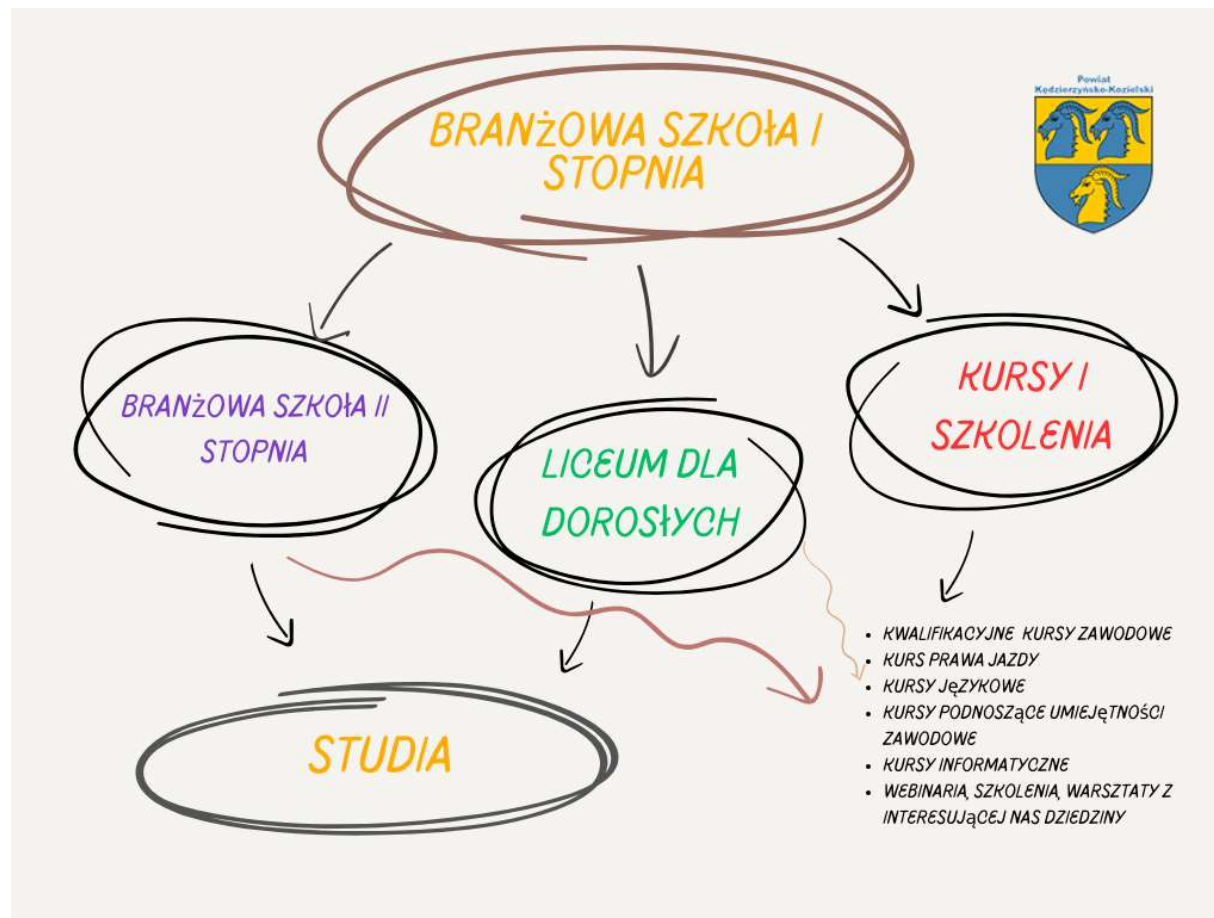 Powiat
Kędzierzyńsko-Kozielski
BRANŻOWA SZKOŁA I
STOPNIA
BRANŻOWA SZKOŁA II
STOPNIA
LICEUM DLA
DOROSŁYCH
KURSY I
SZKOLENIA
STUDIA
• KWALIFIKACYJNE KURSY ZAWODOWE
• KURS PRAWA JAZDY
• KURSY JĘZYKOWE
• KURSY PODNOSZĄCE UMIEJĘTNOŚCI
ZAWODOWE
• KURSY INFORMATYCZNE
• WEBINARIA, SZKOLENIA, WARSZTATY Z
INTERESUJĄCEJ NAS DZIEDZINY